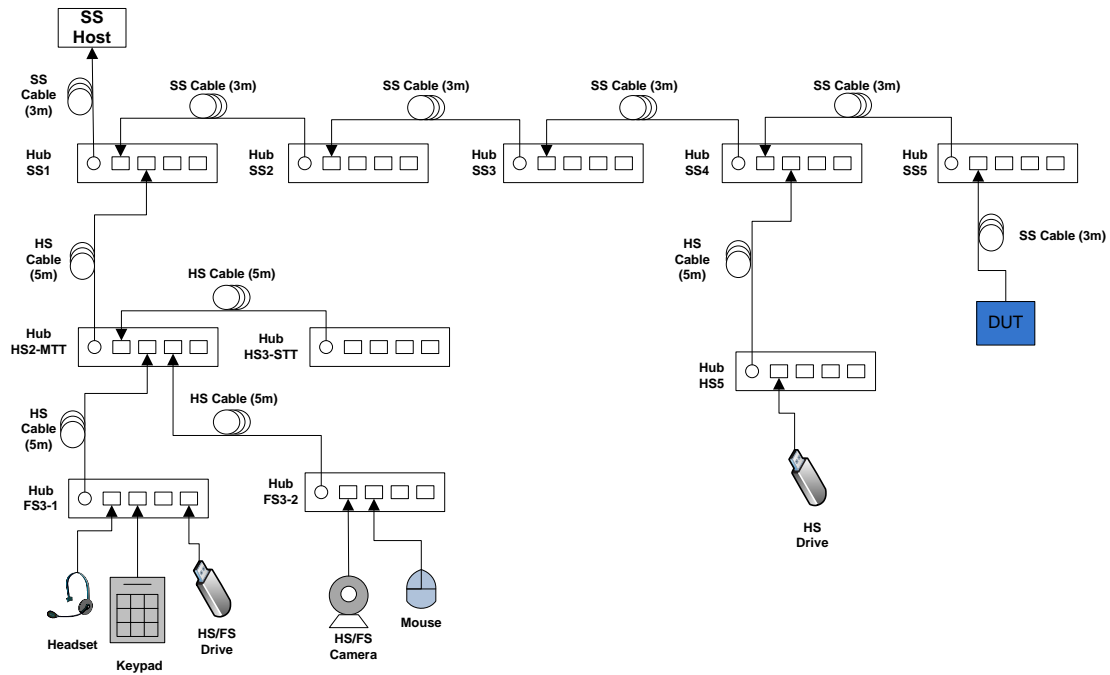 SS
Host
SS
Cable
(3m)
SS Cable (3m)
SS Cable (3m)
SS Cable (3m)
SS Cable (3m)
Hub
SS1
Hub
SS2
Hub
SS3
Hub
SS4
Hub
SS5
HS
Cable
(5m)
HS
Cable
(5m)
SS Cable (3m)
HS Cable (5m)
Hub
HS2-MTT
Hub
HS3-STT
DUT
Hub
HS5
HS
Cable
(5m)
HS Cable (5m)
Hub
FS3-1
Hub
FS3-2
HS
Drive
Headset
Keypad
HS/FS
Drive
HS/FS
Camera
Mouse